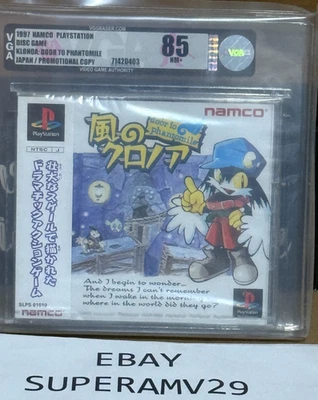 VGAGRADER.COM
VGA
1997 NAMCO PLAYSTATION
DISC GAME
KLONOA: DOOR TO PHANTOMILE
JAPAN / PROMOTIONAL COPY 71420403
85
NM+
VGA
VIDEO GAME AUTHORITY
PlayStation
NTSC J
壮大なスケールで描かれた
ドラマチックアクションゲーム
SLPS 01010
namco
namco
風のクロノア
door to
phantomile
And I begin to wonder...
The dreams I can't remember
when I wake in the morning,
where in the world did they go?
PlayStation
EBAY
SUPERAMV29